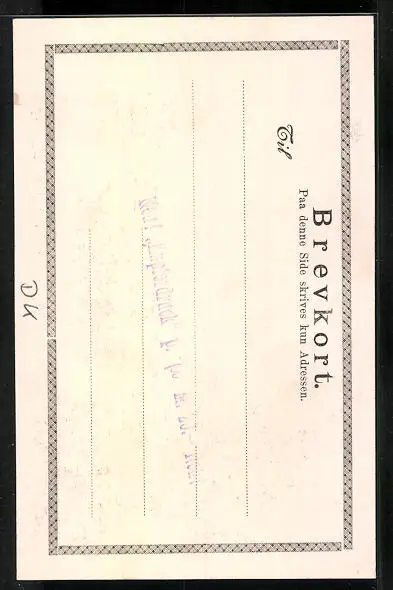 Brevkort.
Paa denne Side skrives kun Adressen.
Til
DK